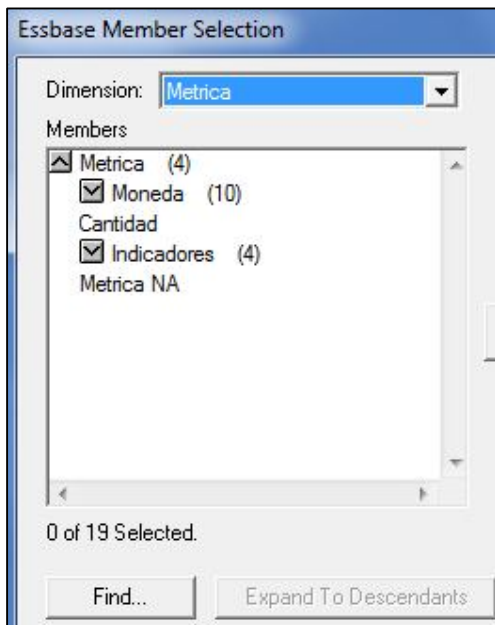 Essbase Member Selection
Dimension: Metrica
Members
Metrica (4)
Moneda (10)
Cantidad
Indicadores (4)
Metrica NA
0 of 19 Selected.
Find... Expand To Descendants